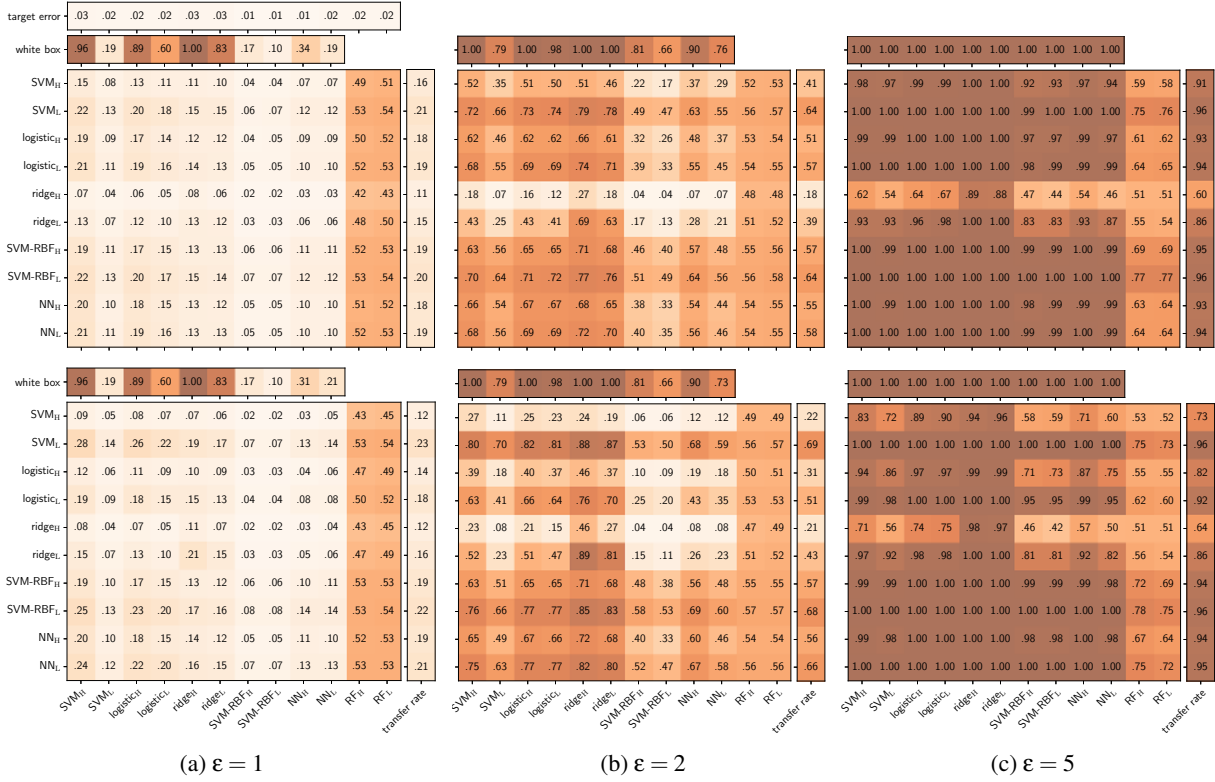 target error .03 .02 .02 .02 .02 .03 .01 .01 .01 .01 .02 .02
white box .96 .19 .89 .60 1.00 .83 .17 .10 .34 .19 1.00 .79 1.00 .98 1.00 1.00 .81 .66 .90 .76 1.00 1.00 1.00 1.00 1.00 1.00 1.00 1.00 1.00 1.00
SVM_H .15 .08 .13 .11 .11 .10 .04 .04 .07 .07 .49 .51 .16 .52 .35 .51 .50 .51 .46 .22 .17 .37 .29 .52 .53 .41 .98 .97 .99 .99 1.00 1.00 .92 .93 .97 .94 .59 .58 .91
SVM_L .22 .13 .20 .18 .15 .13 .06 .07 .12 .12 .53 .54 .21 .72 .66 .73 .74 .79 .78 .49 .47 .63 .55 .56 .57 .64 1.00 1.00 1.00 1.00 1.00 1.00 .99 .99 1.00 1.00 .75 .76 .96
logistic_H .19 .09 .17 .14 .12 .12 .04 .05 .09 .09 .50 .52 .18 .62 .46 .62 .62 .66 .61 .32 .26 .48 .37 .53 .54 .51 .99 .99 1.00 1.00 1.00 1.00 .97 .97 .99 .98 .61 .62 .93
logistic_L .21 .11 .19 .16 .14 .13 .05 .05 .10 .10 .52 .53 .19 .68 .55 .69 .69 .74 .71 .39 .33 .55 .44 .54 .55 .57 1.00 .99 1.00 1.00 1.00 1.00 .98 .99 .99 .99 .64 .65 .94
ridge_H .07 .04 .06 .05 .08 .06 .02 .02 .03 .03 .42 .43 .11 .18 .07 .16 .12 .27 .18 .04 .04 .07 .07 .48 .48 .18 .62 .54 .64 .67 .89 .88 .47 .44 .54 .46 .51 .51 .60
ridge_L .13 .07 .12 .10 .13 .12 .03 .03 .06 .06 .48 .50 .15 .43 .25 .43 .41 .69 .63 .17 .13 .28 .21 .53 .54 .39 .93 .93 .96 .98 1.00 1.00 .83 .83 .93 .87 .55 .54 .86
SVM-RBF_H .19 .11 .17 .15 .13 .13 .06 .06 .11 .11 .52 .53 .19 .63 .56 .65 .65 .71 .68 .46 .40 .57 .48 .55 .56 .57 1.00 .99 1.00 1.00 1.00 1.00 .99 .99 1.00 .99 .69 .69 .95
SVM-RBF_L .22 .13 .20 .17 .15 .14 .07 .07 .12 .12 .53 .54 .20 .70 .64 .71 .72 .77 .76 .51 .49 .64 .56 .56 .58 .64 1.00 1.00 1.00 1.00 1.00 1.00 .99 .99 1.00 1.00 .77 .77 .96
NN_H .20 .10 .18 .15 .13 .12 .05 .05 .10 .10 .51 .52 .18 .66 .54 .67 .67 .68 .65 .38 .33 .54 .44 .54 .55 .55 1.00 .99 1.00 1.00 1.00 1.00 .98 .99 .99 .99 .63 .64 .93
NN_L .21 .11 .19 .16 .13 .13 .05 .05 .10 .10 .52 .53 .19 .68 .56 .69 .69 .72 .70 .40 .35 .56 .46 .55 .55 .58 1.00 .99 1.00 1.00 1.00 1.00 .99 .99 1.00 .99 .64 .64 .94
white box .96 .19 .89 .60 1.00 .83 .17 .10 .31 .21 1.00 .79 1.00 .98 1.00 1.00 .81 .66 .90 .73 1.00 1.00 1.00 1.00 1.00 1.00 1.00 1.00 1.00 1.00
SVM_H .09 .05 .08 .07 .07 .06 .02 .02 .03 .05 .43 .45 .12 .27 .11 .25 .23 .24 .19 .06 .06 .12 .12 .49 .49 .22 .83 .72 .89 .90 .94 .96 .58 .59 .71 .60 .53 .52 .73
SVM_L .28 .14 .26 .22 .19 .17 .07 .07 .13 .14 .53 .54 .23 .80 .70 .82 .81 .88 .87 .53 .50 .68 .59 .56 .57 .69 1.00 1.00 1.00 1.00 1.00 1.00 1.00 1.00 1.00 1.00 .75 .73 .96
logistic_H .12 .06 .11 .09 .10 .09 .03 .03 .04 .06 .47 .49 .14 .39 .18 .40 .37 .46 .37 .10 .09 .19 .18 .50 .51 .31 .94 .86 .97 .97 .99 .99 .71 .73 .87 .75 .55 .55 .82
logistic_L .19 .09 .18 .15 .15 .13 .04 .04 .08 .08 .50 .52 .18 .63 .41 .66 .64 .76 .70 .25 .20 .43 .35 .53 .53 .51 .99 .98 1.00 1.00 1.00 1.00 .95 .95 .99 .95 .62 .60 .92
ridge_H .08 .04 .07 .05 .11 .07 .02 .02 .03 .04 .43 .45 .12 .23 .08 .21 .15 .46 .27 .04 .04 .08 .08 .47 .49 .21 .71 .56 .74 .75 .98 .97 .46 .42 .57 .50 .51 .51 .64
ridge_L .15 .07 .13 .10 .21 .15 .03 .03 .05 .06 .47 .49 .16 .52 .23 .51 .47 .89 .81 .15 .11 .26 .23 .52 .52 .43 .97 .92 .98 .98 1.00 1.00 .81 .81 .92 .82 .56 .54 .86
SVM-RBF_H .19 .10 .17 .15 .13 .12 .06 .06 .10 .11 .53 .53 .19 .63 .51 .65 .65 .71 .68 .48 .38 .56 .48 .55 .55 .57 .99 .99 1.00 1.00 1.00 1.00 .99 .99 .99 .98 .72 .69 .94
SVM-RBF_L .25 .13 .23 .20 .17 .16 .08 .08 .14 .14 .53 .54 .22 .76 .66 .77 .77 .85 .83 .58 .53 .69 .60 .57 .57 .68 1.00 1.00 1.00 1.00 1.00 1.00 1.00 1.00 1.00 1.00 .78 .75 .96
NN_H .20 .10 .18 .15 .14 .12 .05 .05 .11 .10 .52 .53 .19 .65 .49 .67 .66 .72 .68 .40 .33 .60 .46 .54 .54 .56 .99 .98 1.00 1.00 1.00 1.00 .98 .98 1.00 .98 .67 .64 .94
NN_L .24 .12 .22 .20 .16 .15 .07 .07 .13 .13 .53 .53 .21 .75 .63 .77 .76 .82 .80 .52 .47 .67 .58 .56 .56 .66 1.00 1.00 1.00 1.00 1.00 1.00 1.00 1.00 1.00 1.00 .75 .72 .95
SVM_H SVM_L logistic_H logistic_L ridge_H ridge_L SVM-RBF_H SVM-RBF_L NN_H NN_L RF_H RF_L transfer rate SVM_H SVM_L logistic_H logistic_L ridge_H ridge_L SVM-RBF_H SVM-RBF_L NN_H NN_L RF_H RF_L transfer rate SVM_H SVM_L logistic_H logistic_L ridge_H ridge_L SVM-RBF_H SVM-RBF_L NN_H NN_L RF_H RF_L transfer rate
(a) ε = 1 (b) ε = 2 (c) ε = 5